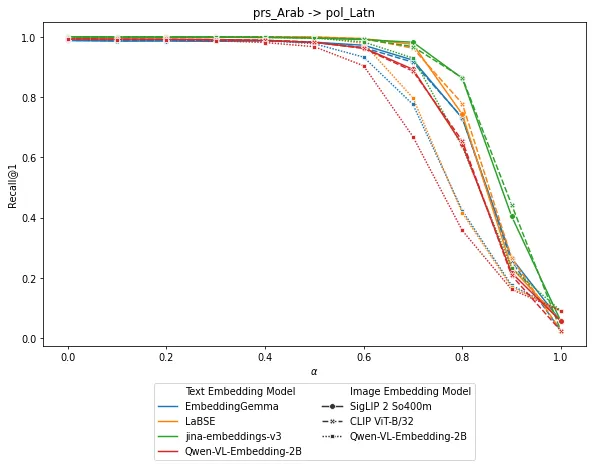 prs_Arab -> pol_Latn
1.0
0.8
0.6
0.4
0.2
0.0
Recall@1
0.0 0.2 0.4 0.6 0.8 1.0
α
Text Embedding Model
EmbeddingGemma
LaBSE
jina-embeddings-v3
Qwen-VL-Embedding-2B
Image Embedding Model
SigLIP 2 So400m
CLIP ViT-B/32
Qwen-VL-Embedding-2B